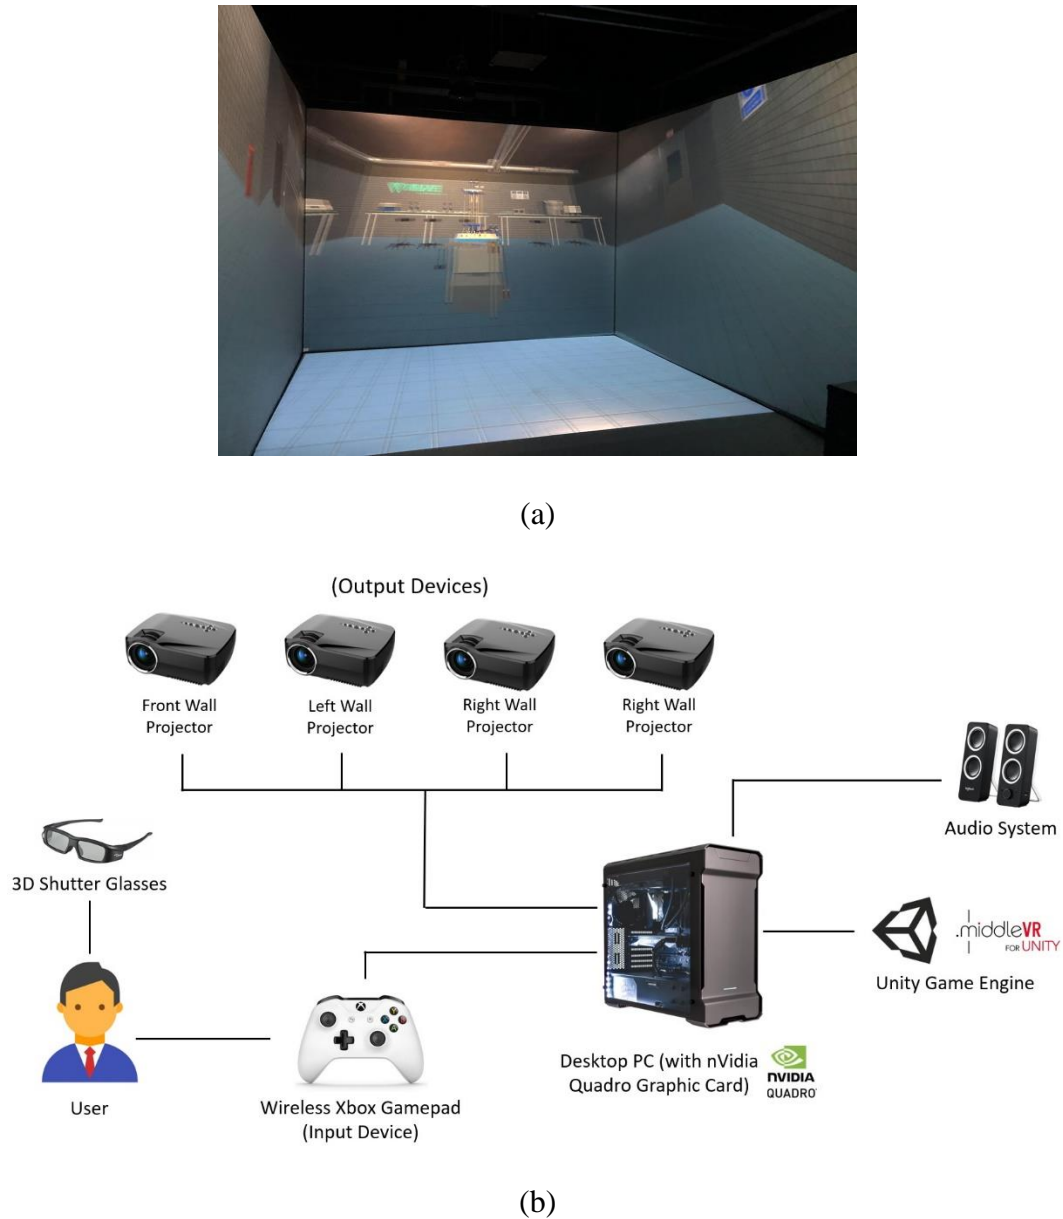 (a)
(Output Devices)
Front Wall
Projector
Left Wall
Projector
Right Wall
Projector
Right Wall
Projector
Audio System
3D Shutter Glasses
.middleVR
FOR UNITY
Unity Game Engine
User
Wireless Xbox Gamepad
(Input Device)
Desktop PC (with nVidia
Quadro Graphic Card)
NVIDIA
QUADRO
(b)